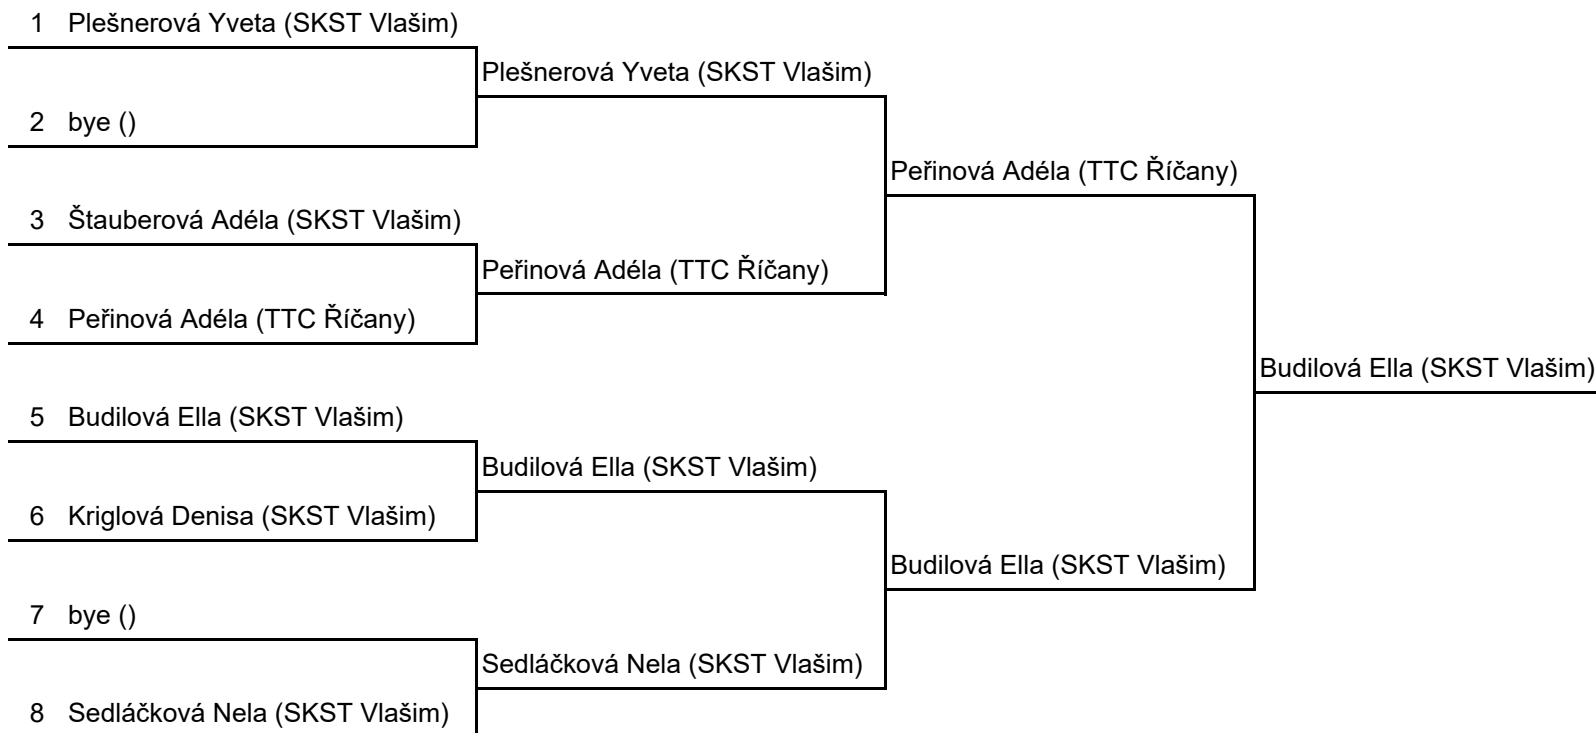 1 Plešnerová Yveta (SKST Vlašim)
Plešnerová Yveta (SKST Vlašim)
2 bye ()
Peřinová Adéla (TTC Říčany)
3 Štauberová Adéla (SKST Vlašim)
Peřinová Adéla (TTC Říčany)
4 Peřinová Adéla (TTC Říčany)
Budilová Ella (SKST Vlašim)
5 Budilová Ella (SKST Vlašim)
Budilová Ella (SKST Vlašim)
6 Kriglová Denisa (SKST Vlašim)
Budilová Ella (SKST Vlašim)
7 bye ()
Sedláčková Nela (SKST Vlašim)
8 Sedláčková Nela (SKST Vlašim)